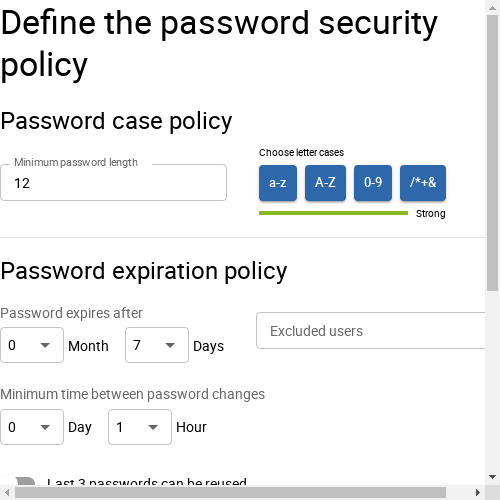 Define the password security
policy
Password case policy
Minimum password length
12
Choose letter cases
a-z A-Z 0-9 /*+&
Strong
Password expiration policy
Password expires after
0 Month 7 Days
Excluded users
Minimum time between password changes
0 Day 1 Hour
Last 3 passwords can be reused